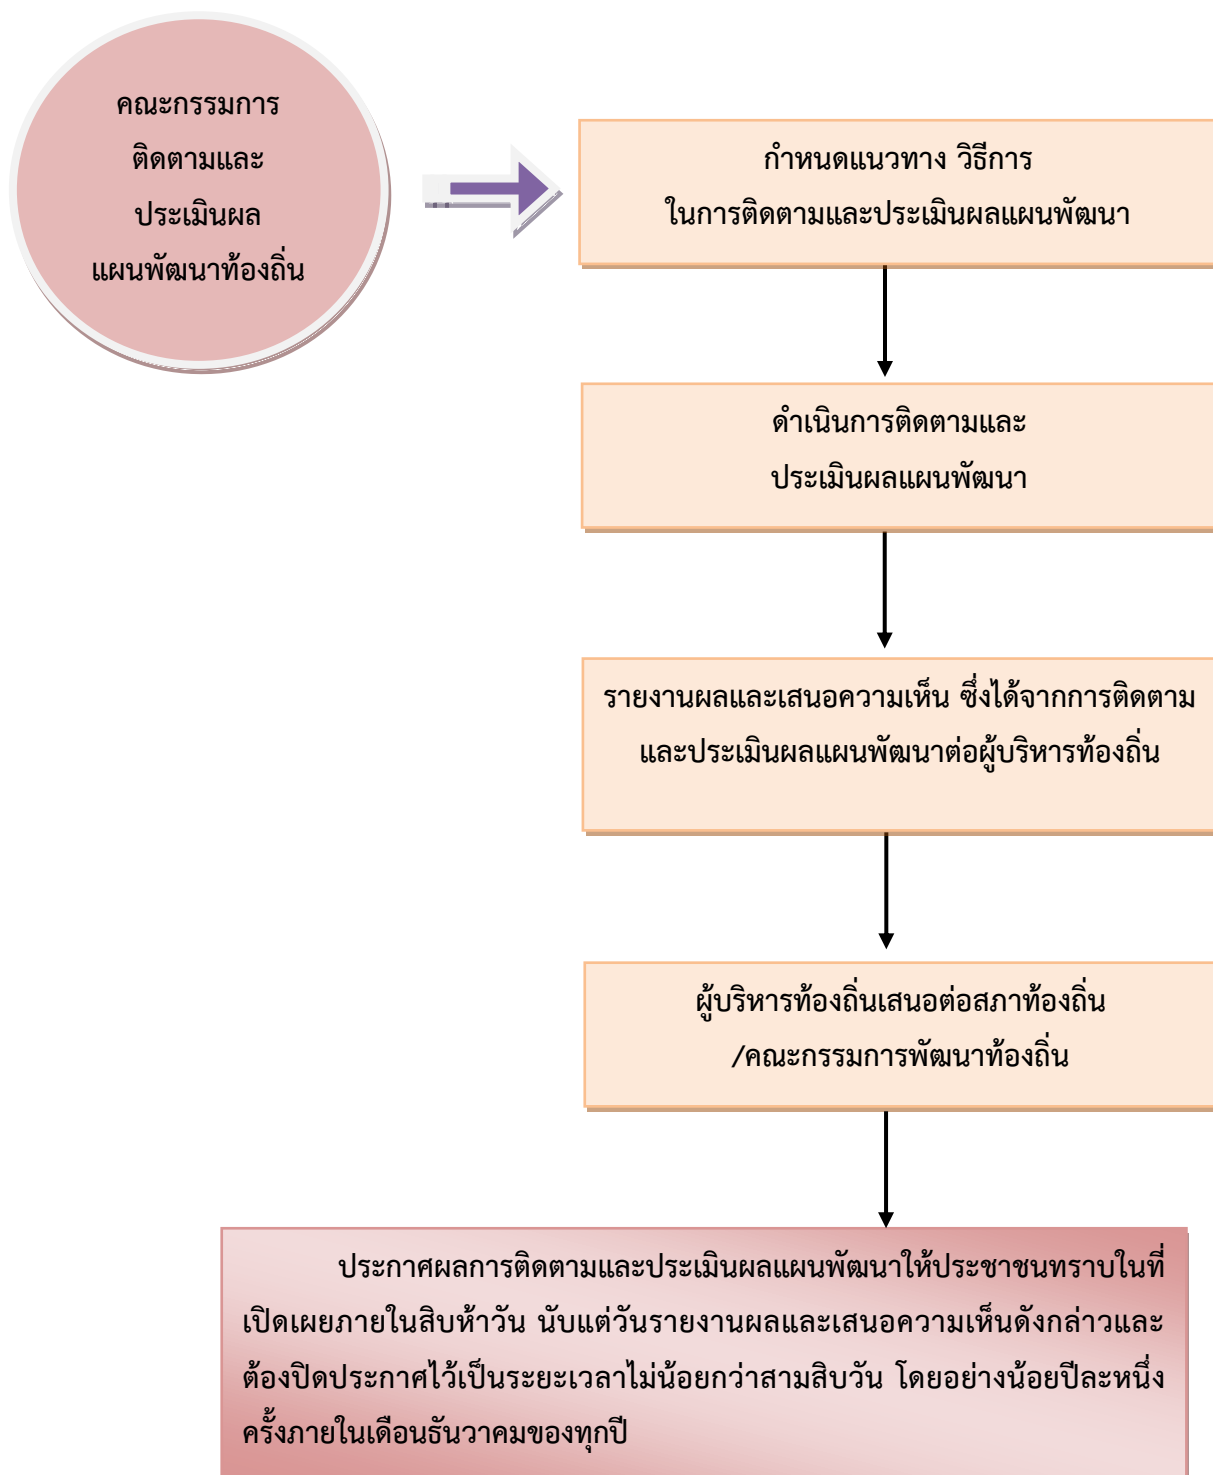 คณะกรรมการ
ติดตามและ
ประเมินผล
แผนพัฒนาท้องถิ่น
กำหนดแนวทาง วิธีการ
ในการติดตามและประเมินผลแผนพัฒนา
ดำเนินการติดตามและ
ประเมินผลแผนพัฒนา
รายงานผลและเสนอความเห็น ซึ่งได้จากการติดตาม
และประเมินผลแผนพัฒนาต่อผู้บริหารท้องถิ่น
ผู้บริหารท้องถิ่นเสนอต่อสภาท้องถิ่น
/คณะกรรมการพัฒนาท้องถิ่น
ประกาศผลการติดตามและประเมินผลแผนพัฒนาให้ประชาชนทราบในที่
เปิดเผยภายในสิบห้าวัน นับแต่วันรายงานผลและเสนอความเห็นดังกล่าวและ
ต้องปิดประกาศไว้เป็นระยะเวลาไม่น้อยกว่าสามสิบวัน โดยอย่างน้อยปีละหนึ่ง
ครั้งภายในเดือนธันวาคมของทุกปี